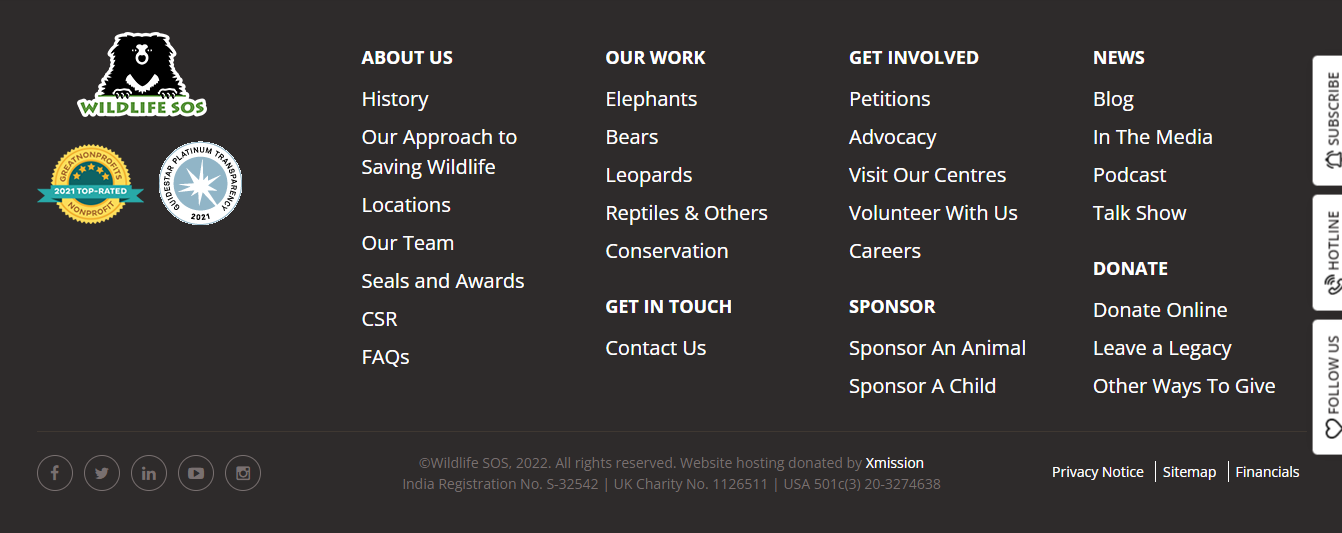 WILDLIFE SOS
GREATNONPROFITS
2021 TOP-RATED
NONPROFIT
GUIDESTAR PLATINUM TRANSPARENCY
2021
ABOUT US
History
Our Approach to
Saving Wildlife
Locations
Our Team
Seals and Awards
CSR
FAQs
OUR WORK
Elephants
Bears
Leopards
Reptiles & Others
Conservation
GET IN TOUCH
Contact Us
GET INVOLVED
Petitions
Advocacy
Visit Our Centres
Volunteer With Us
Careers
SPONSOR
Sponsor An Animal
Sponsor A Child
NEWS
Blog
In The Media
Podcast
Talk Show
DONATE
Donate Online
Leave a Legacy
Other Ways To Give
SUBSCRIBE
HOTLINE
FOLLOW US
©Wildlife SOS, 2022. All rights reserved. Website hosting donated by Xmission
India Registration No. S-32542 | UK Charity No. 1126511 | USA 501c(3) 20-3274638
Privacy Notice | Sitemap | Financials